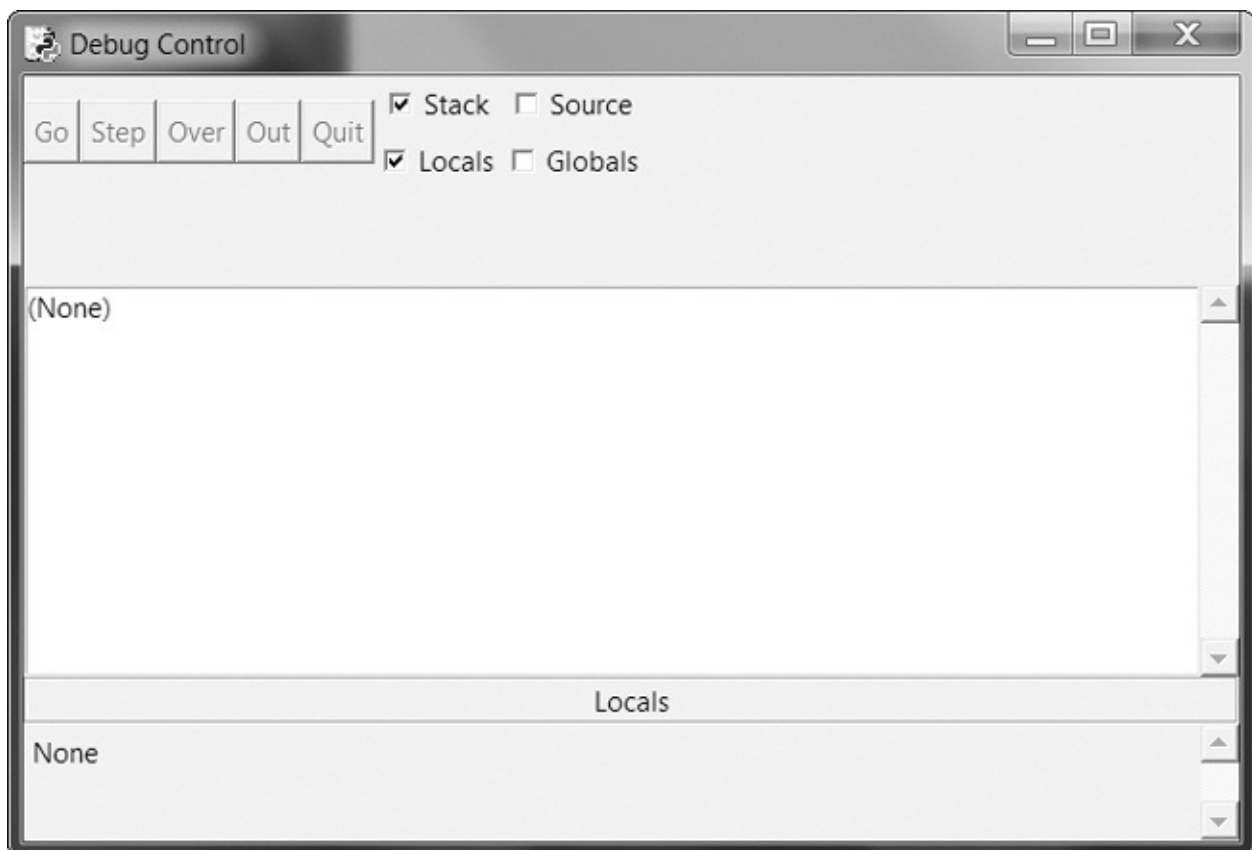 Debug Control
Go Step Over Out Quit
Stack Source
Locals Globals
(None)
Locals
None